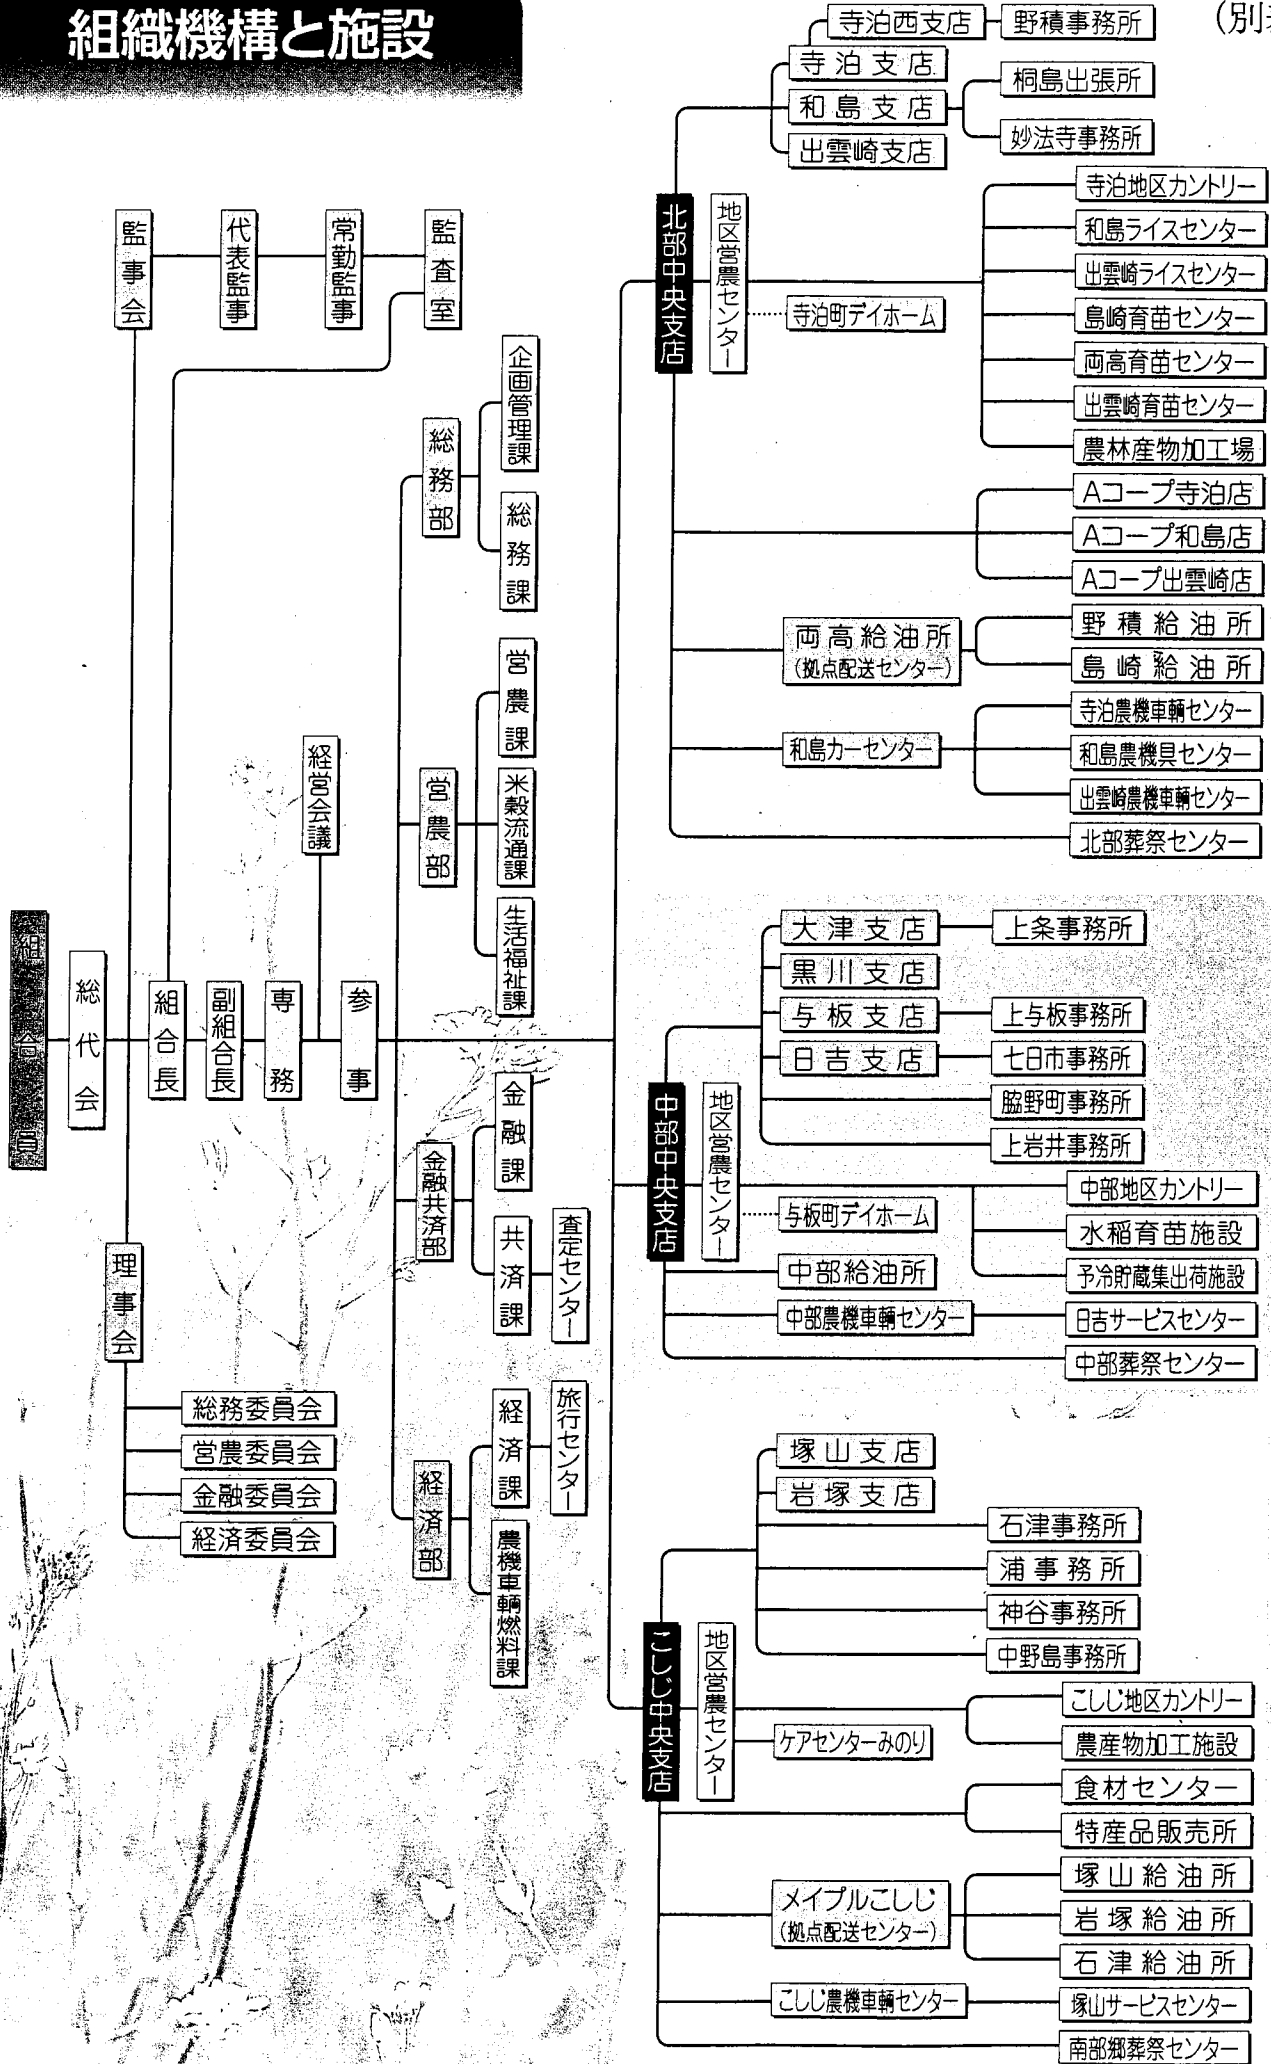 組織機構と施設
(別
組合員
総代会
監事会
代表監事
常勤監事
監査室
組合長
副組合長
専務
経営会議
参事
理事会
総務委員会
営農委員会
金融委員会
経済委員会
総務部
企画管理課
総務課
営農部
営農課
米穀流通課
生活福祉課
金融共済部
金融課
共済課
査定センター
経済部
経済課
旅行センター
農機車輌燃料課
北部中央支店
寺泊西支店
野積事務所
寺泊支店
和島支店
桐島出張所
妙法寺事務所
出雲崎支店
地区営農センター
寺泊町デイホーム
寺泊地区カントリー
和島ライスセンター
出雲崎ライスセンター
島崎育苗センター
両高育苗センター
出雲崎育苗センター
農林産物加工場
Aコープ寺泊店
Aコープ和島店
Aコープ出雲崎店
両高給油所
(拠点配送センター)
野積給油所
島崎給油所
和島カーセンター
寺泊農機車輌センター
和島農機具センター
出雲崎農機車輌センター
北部葬祭センター
中部中央支店
大津支店
上条事務所
黒川支店
与板支店
上与板事務所
日吉支店
七日市事務所
脇野町事務所
上岩井事務所
地区営農センター
与板町デイホーム
中部地区カントリー
水稲育苗施設
予冷貯蔵集出荷施設
中部給油所
中部農機車輌センター
日吉サービスセンター
中部葬祭センター
こしじ中央支店
塚山支店
岩塚支店
石津事務所
浦事務所
神谷事務所
中野島事務所
地区営農センター
ケアセンターみのり
こしじ地区カントリー
農産物加工施設
食材センター
特産品販売所
メイプルこしじ
(拠点配送センター)
塚山給油所
岩塚給油所
石津給油所
こしじ農機車輌センター
塚山サービスセンター
南部郷葬祭センター